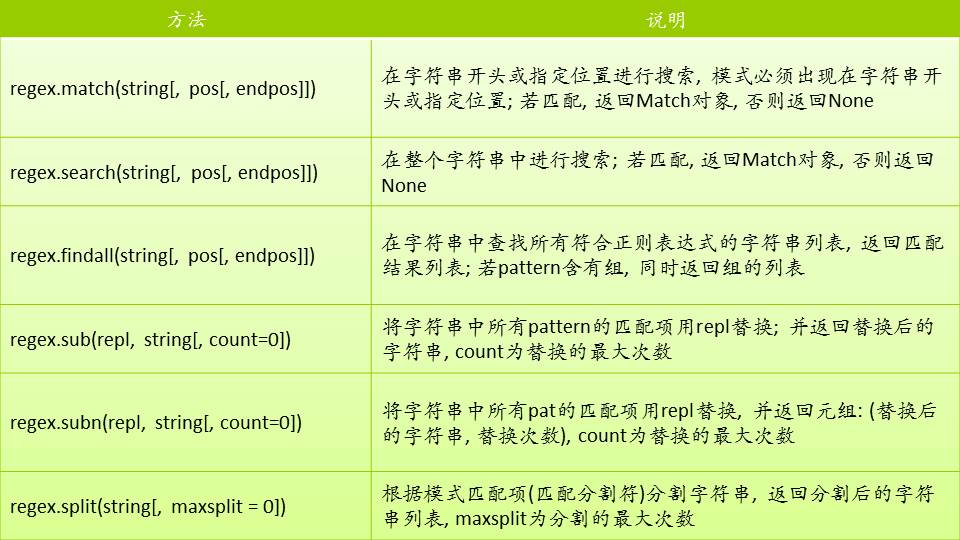 方法
说明
regex.match(string[, pos[, endpos]])
在字符串开头或指定位置进行搜索, 模式必须出现在字符串开
头或指定位置; 若匹配, 返回Match对象, 否则返回None
regex.search(string[, pos[, endpos]])
在整个字符串中进行搜索; 若匹配, 返回Match对象, 否则返回
None
regex.findall(string[, pos[, endpos]])
在字符串中查找所有符合正则表达式的字符串列表, 返回匹配
结果列表; 若pattern含有组, 同时返回组的列表
regex.sub(repl, string[, count=0])
将字符串中所有pattern的匹配项用repl替换; 并返回替换后的
字符串, count为替换的最大次数
regex.subn(repl, string[, count=0])
将字符串中所有pat的匹配项用repl替换, 并返回元组: (替换后
的字符串, 替换次数), count为替换的最大次数
regex.split(string[, maxsplit = 0])
根据模式匹配项(匹配分割符)分割字符串, 返回分割后的字符
串列表, maxsplit为分割的最大次数